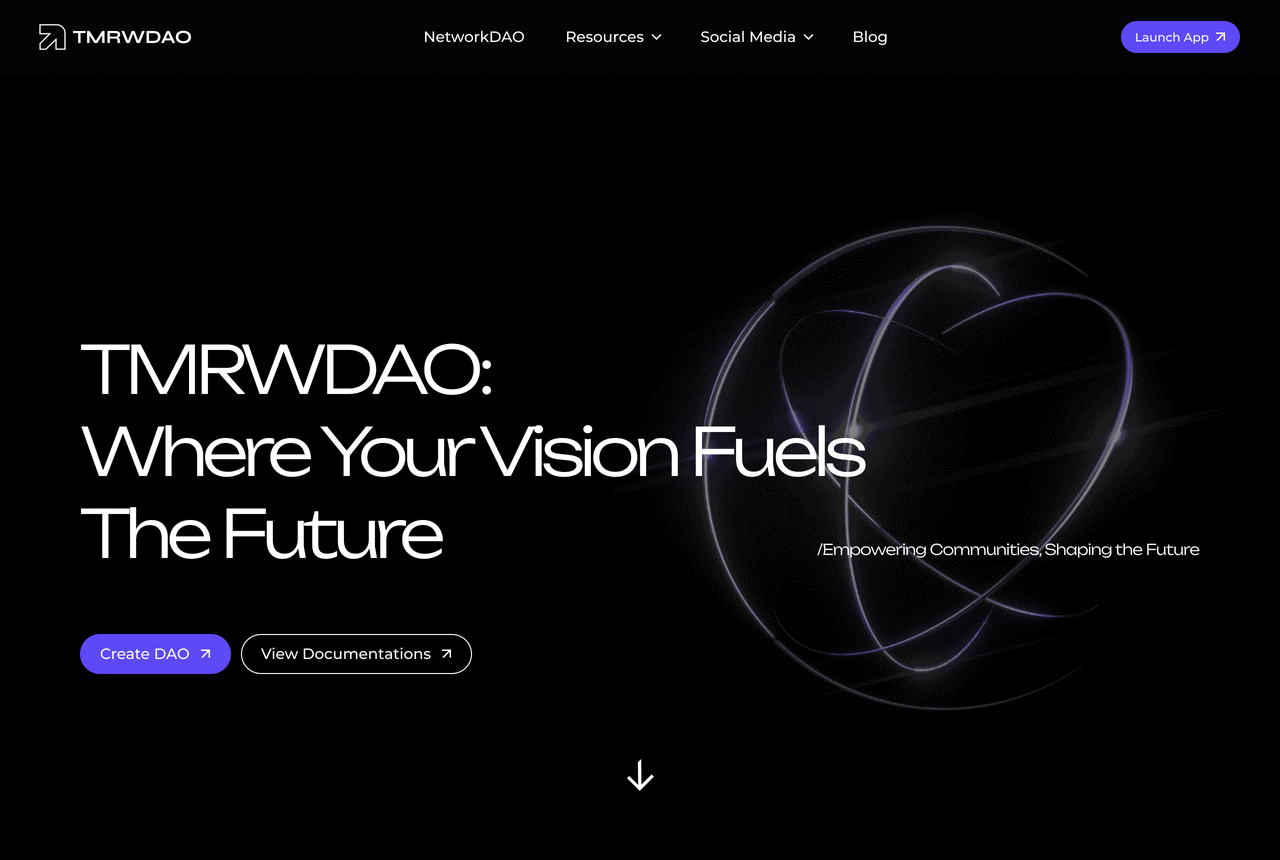 TMRWDAO
NetworkDAO
Resources
Social Media
Blog
Launch App
TMRWDAO:
Where Your Vision Fuels
The Future
/Empowering Communities, Shaping the Future
Create DAO
View Documentations